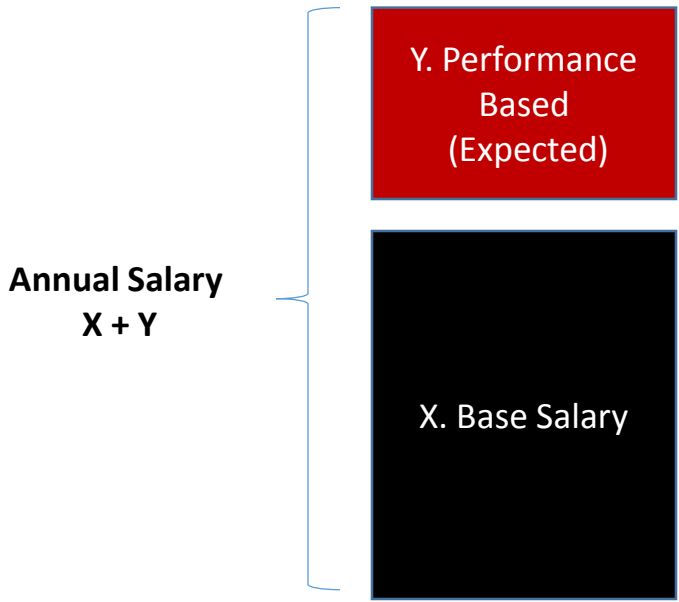 Y. Performance
Based
(Expected)
Annual Salary
X + Y
X. Base Salary